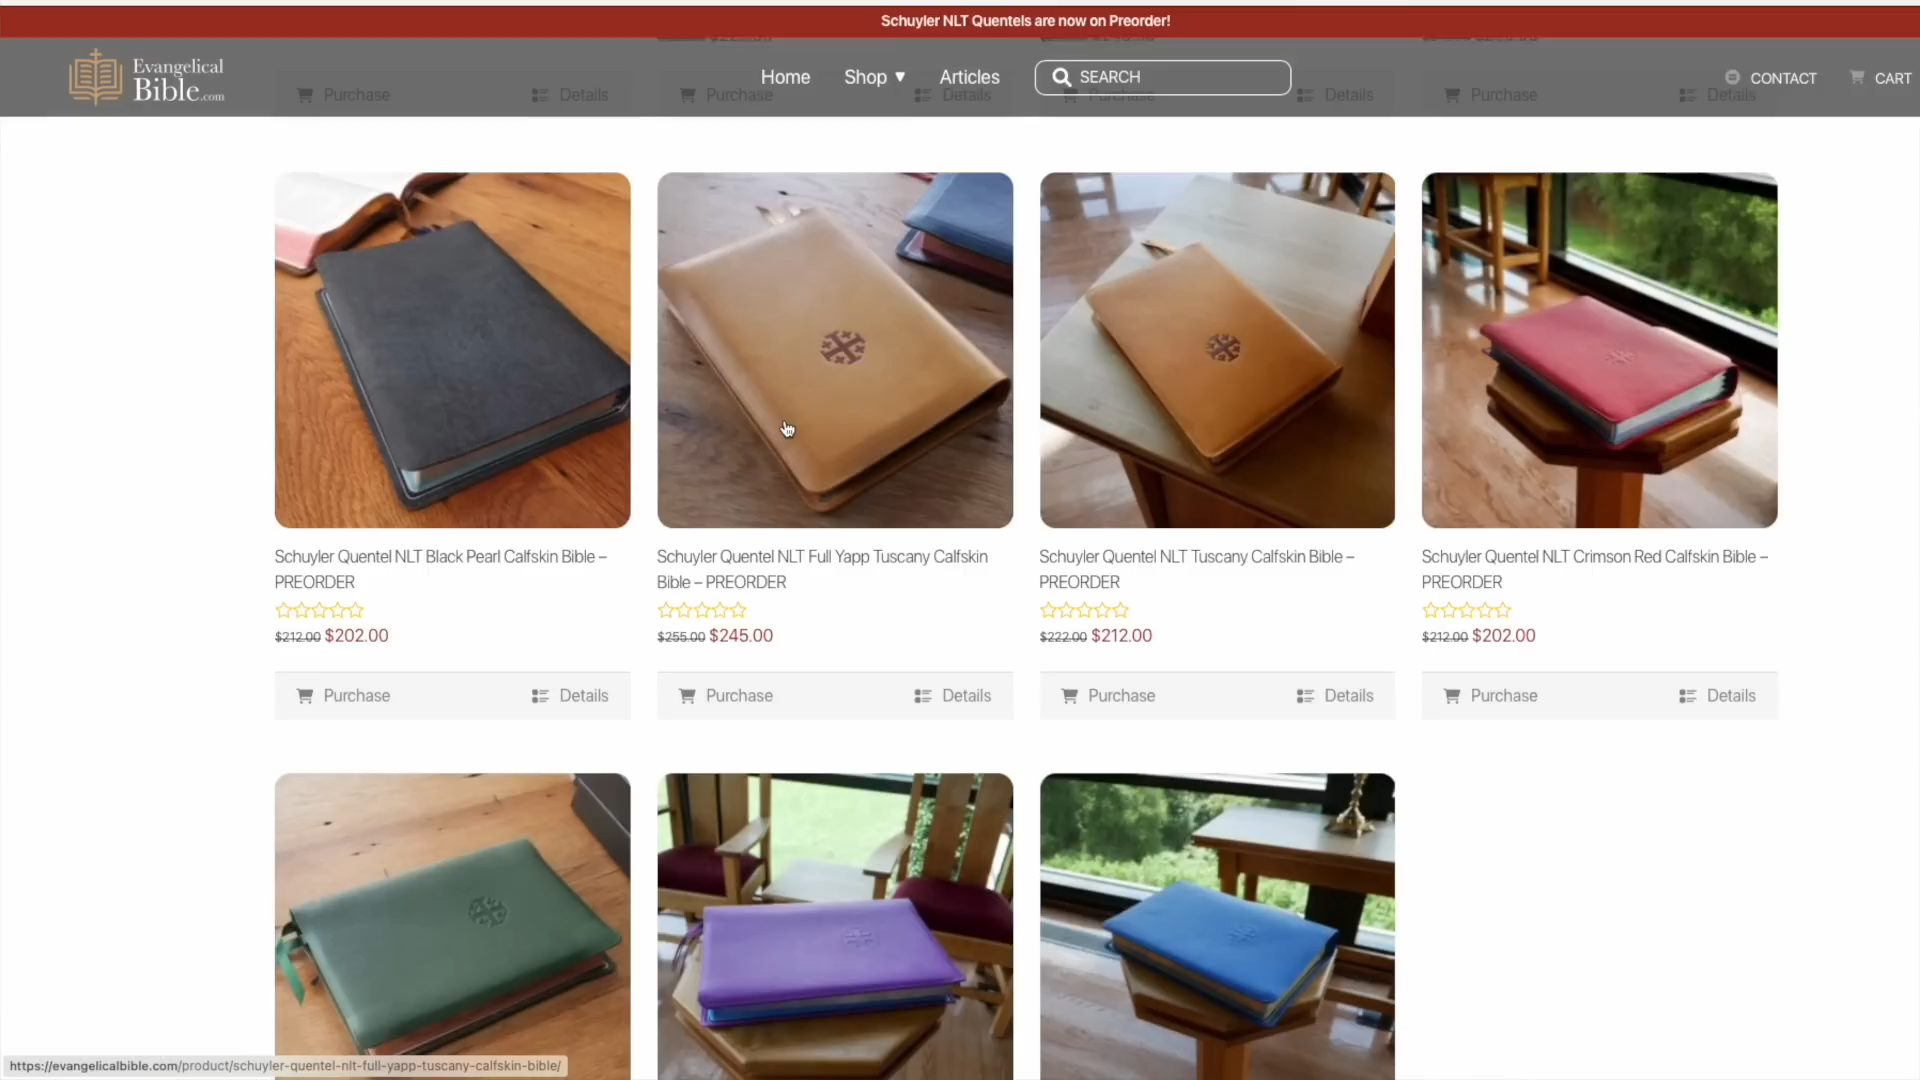 Schuyler NLT Quentels are now on Preorder!
Evangelical
Bible.com
Home
Shop ▼
Articles
SEARCH
CONTACT
CART
Purchase
Details
Purchase
Details
Purchase
Details
Purchase
Details
Schuyler Quentel NLT Black Pearl Calfskin Bible –
PREORDER
$212.00 $202.00
Purchase
Details
Schuyler Quentel NLT Full Yapp Tuscany Calfskin
Bible – PREORDER
$255.00 $245.00
Purchase
Details
Schuyler Quentel NLT Tuscany Calfskin Bible –
PREORDER
$222.00 $212.00
Purchase
Details
Schuyler Quentel NLT Crimson Red Calfskin Bible –
PREORDER
$212.00 $202.00
Purchase
Details
https://evangelicalbible.com/product/schuyler-quentel-nlt-full-yapp-tuscany-calfskin-bible/